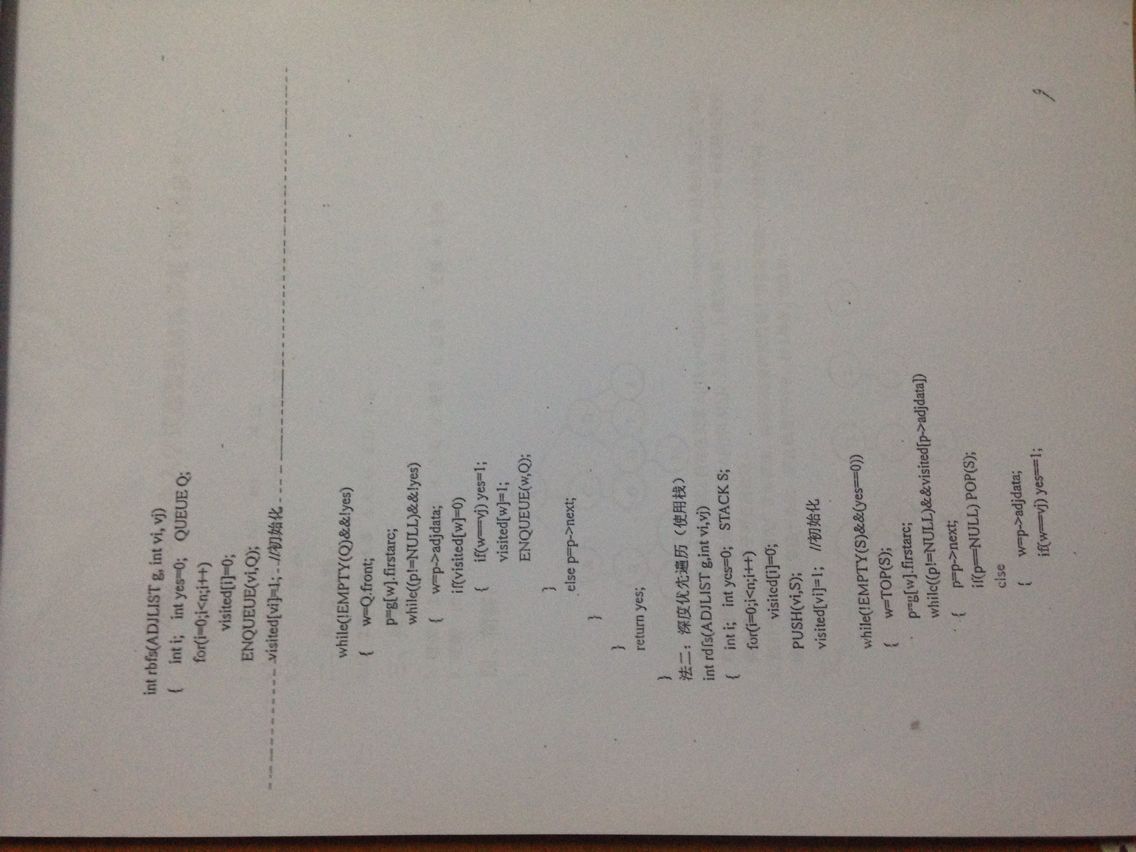 int rbfs(ADJLIST g, int vi, vj)
{ int i; int yes=0; QUEUE Q;
for(i=0;i<n;i++)
visited[i]=0;
ENQUEUE(vi,Q);
visited[vi]=1; //初始化
while(!EMPTY(Q)&&!yes)
{ w=Q.front;
p=g[w].firstarc;
while((p!=NULL)&&!yes)
{ w=p->adjdata;
if(visited[w]=0)
{ if(w==vj) yes=1;
visited[w]=1;
ENQUEUE(w,Q);
}
else p=p->next;
}
}
return yes;
}
法二：深度优先遍历（使用栈）
int rdfs(ADJLIST g,int vi,vj)
{ int i; int yes=0; STACK S;
for(i=0;i<n;i++)
visited[i]=0;
PUSH(vi,S);
visited[vi]=1; //初始化
while(!EMPTY(S)&&(yes==0))
{ w=TOP(S);
p=g[w].firstarc;
while((p!=NULL)&&visited[p->adjdata])
{ p=p->next;
if(p==NULL) POP(S);
else
{ w=p->adjdata;
if(w==vj) yes==1;
9